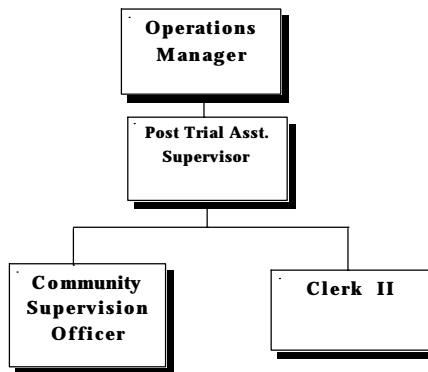 Operations
Manager
Post Trial Asst.
Supervisor
Community
Supervision
Officer
Clerk II